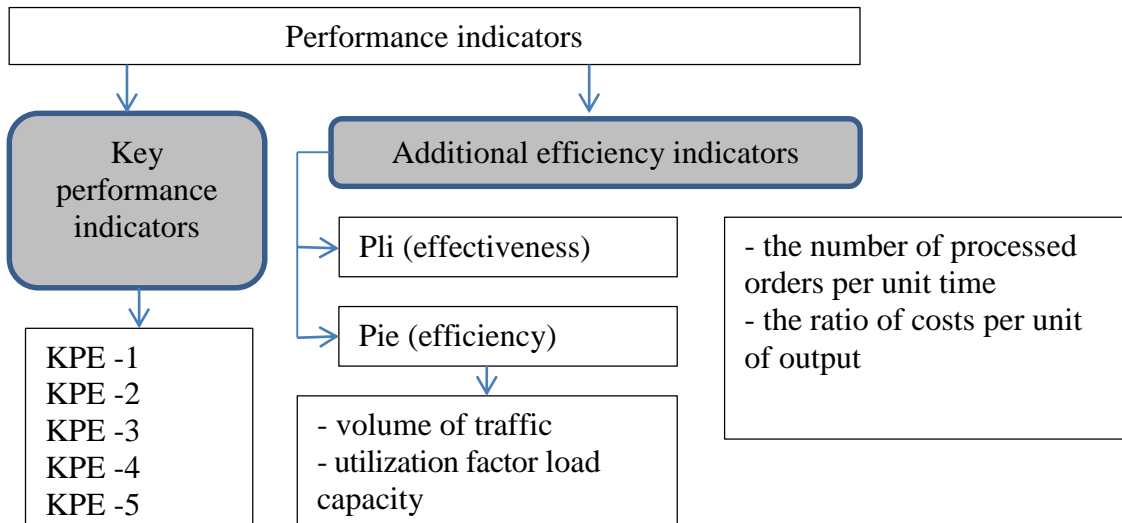 Performance indicators
Key
performance
indicators
Additional efficiency indicators
Pli (effectiveness)
Pie (efficiency)
- the number of processed
orders per unit time
- the ratio of costs per unit
of output
KPE -1
KPE -2
KPE -3
KPE -4
KPE -5
- volume of traffic
- utilization factor load
capacity